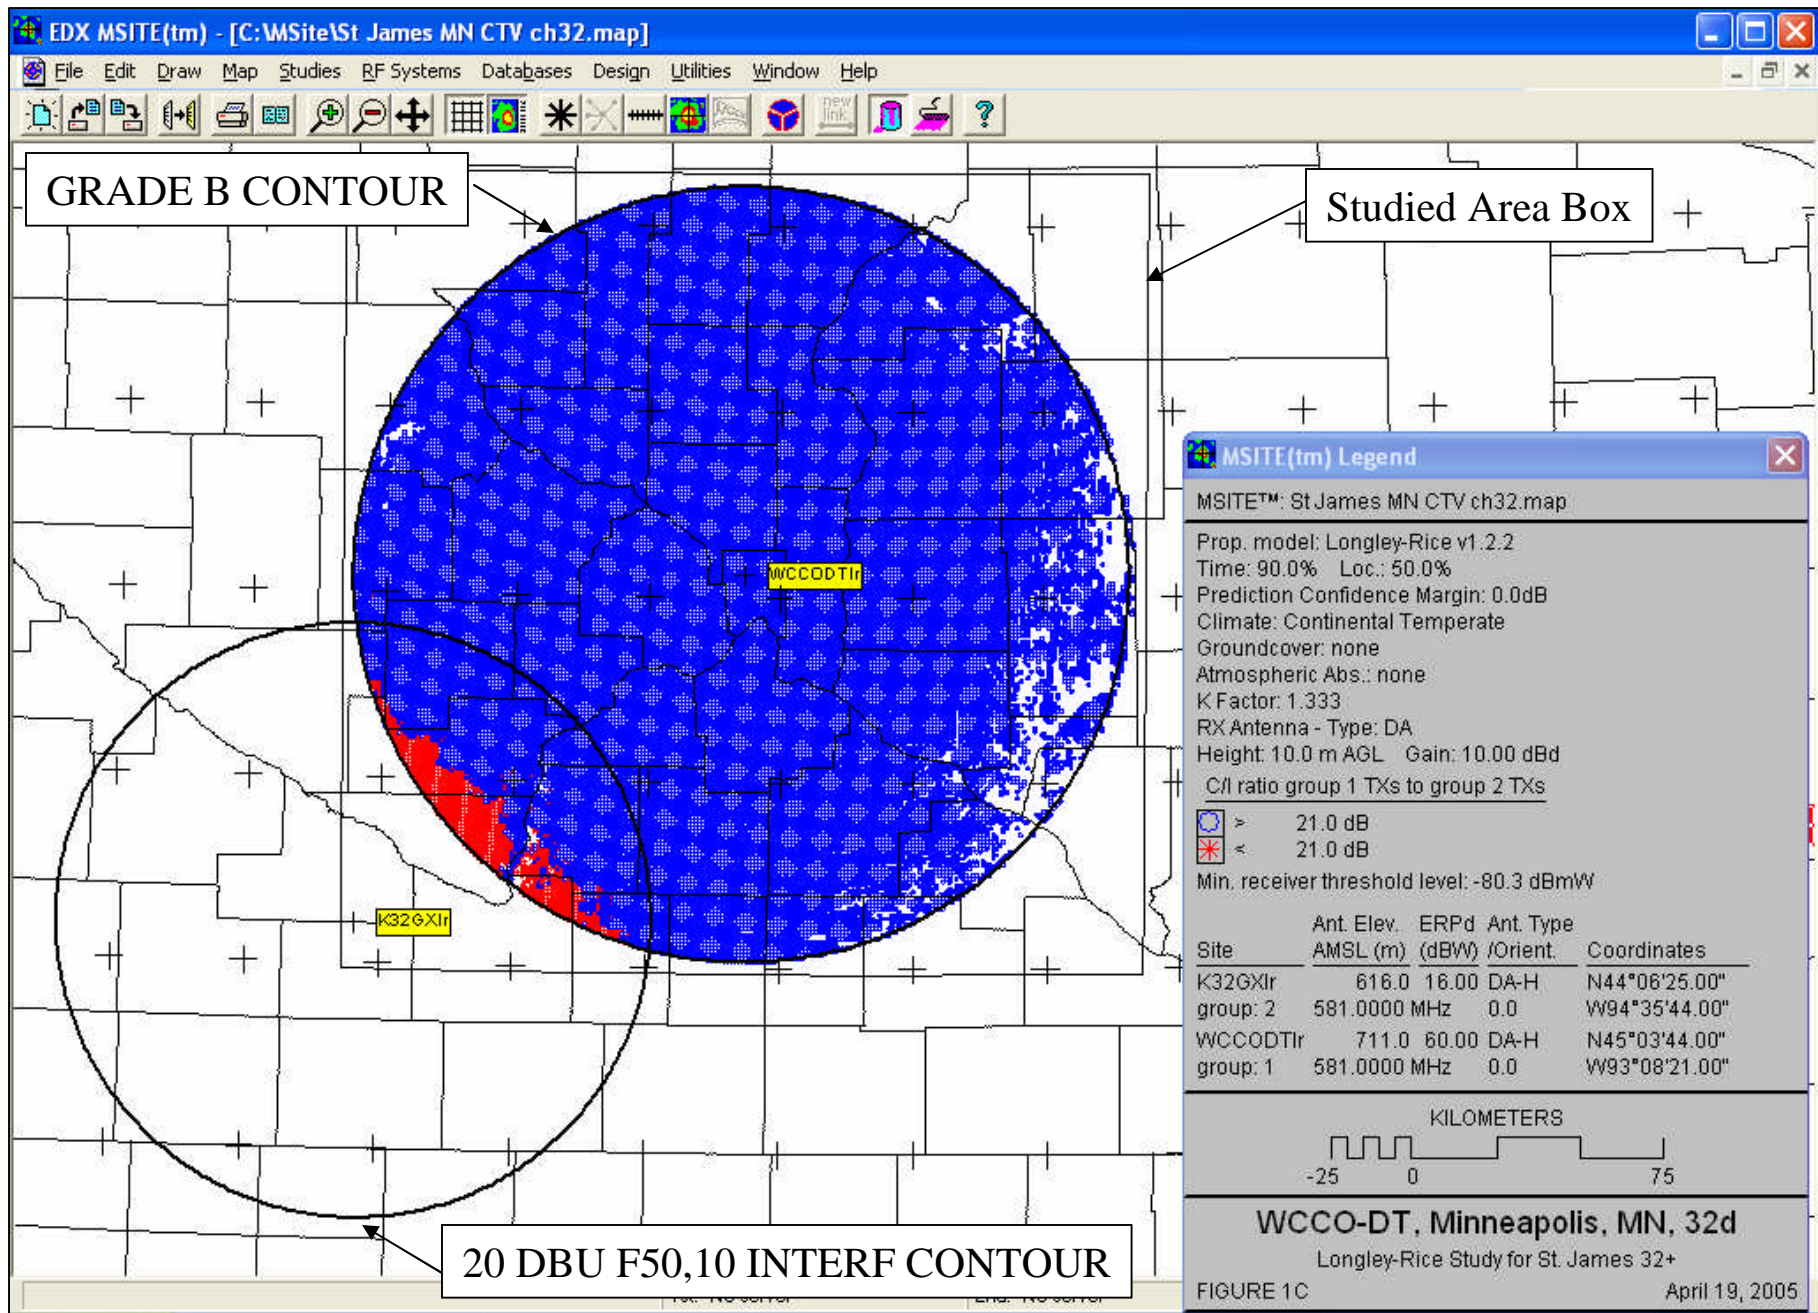 EDX MSITE(tm) - [C:\MSite\St James MN CTV ch32.map]
File Edit Draw Map Studies RF Systems Databases Design Utilities Window Help
new link
GRADE B CONTOUR
Studied Area Box
WCCODTlr
K32GXlr
20 DBU F50,10 INTERF CONTOUR
MSITE(tm) Legend
MSITE™: St James MN CTV ch32.map
Prop. model: Longley-Rice v1.2.2
Time: 90.0% Loc.: 50.0%
Prediction Confidence Margin: 0.0dB
Climate: Continental Temperate
Groundcover: none
Atmospheric Abs.: none
K Factor: 1.333
RX Antenna - Type: DA
Height: 10.0 m AGL Gain: 10.00 dBd
C/I ratio group 1 TXs to group 2 TXs
> 21.0 dB
< 21.0 dB
Min. receiver threshold level: -80.3 dBmW
Ant. Elev. ERPd Ant. Type
Site AMSL (m) (dBW) /Orient. Coordinates
K32GXlr 616.0 16.00 DA-H N44°06'25.00"
group: 2 581.0000 MHz 0.0 W94°35'44.00"
WCCODTlr 711.0 60.00 DA-H N45°03'44.00"
group: 1 581.0000 MHz 0.0 W93°08'21.00"
KILOMETERS
-25 0 75
WCCO-DT, Minneapolis, MN, 32d
Longley-Rice Study for St. James 32+
FIGURE 1C April 19, 2005